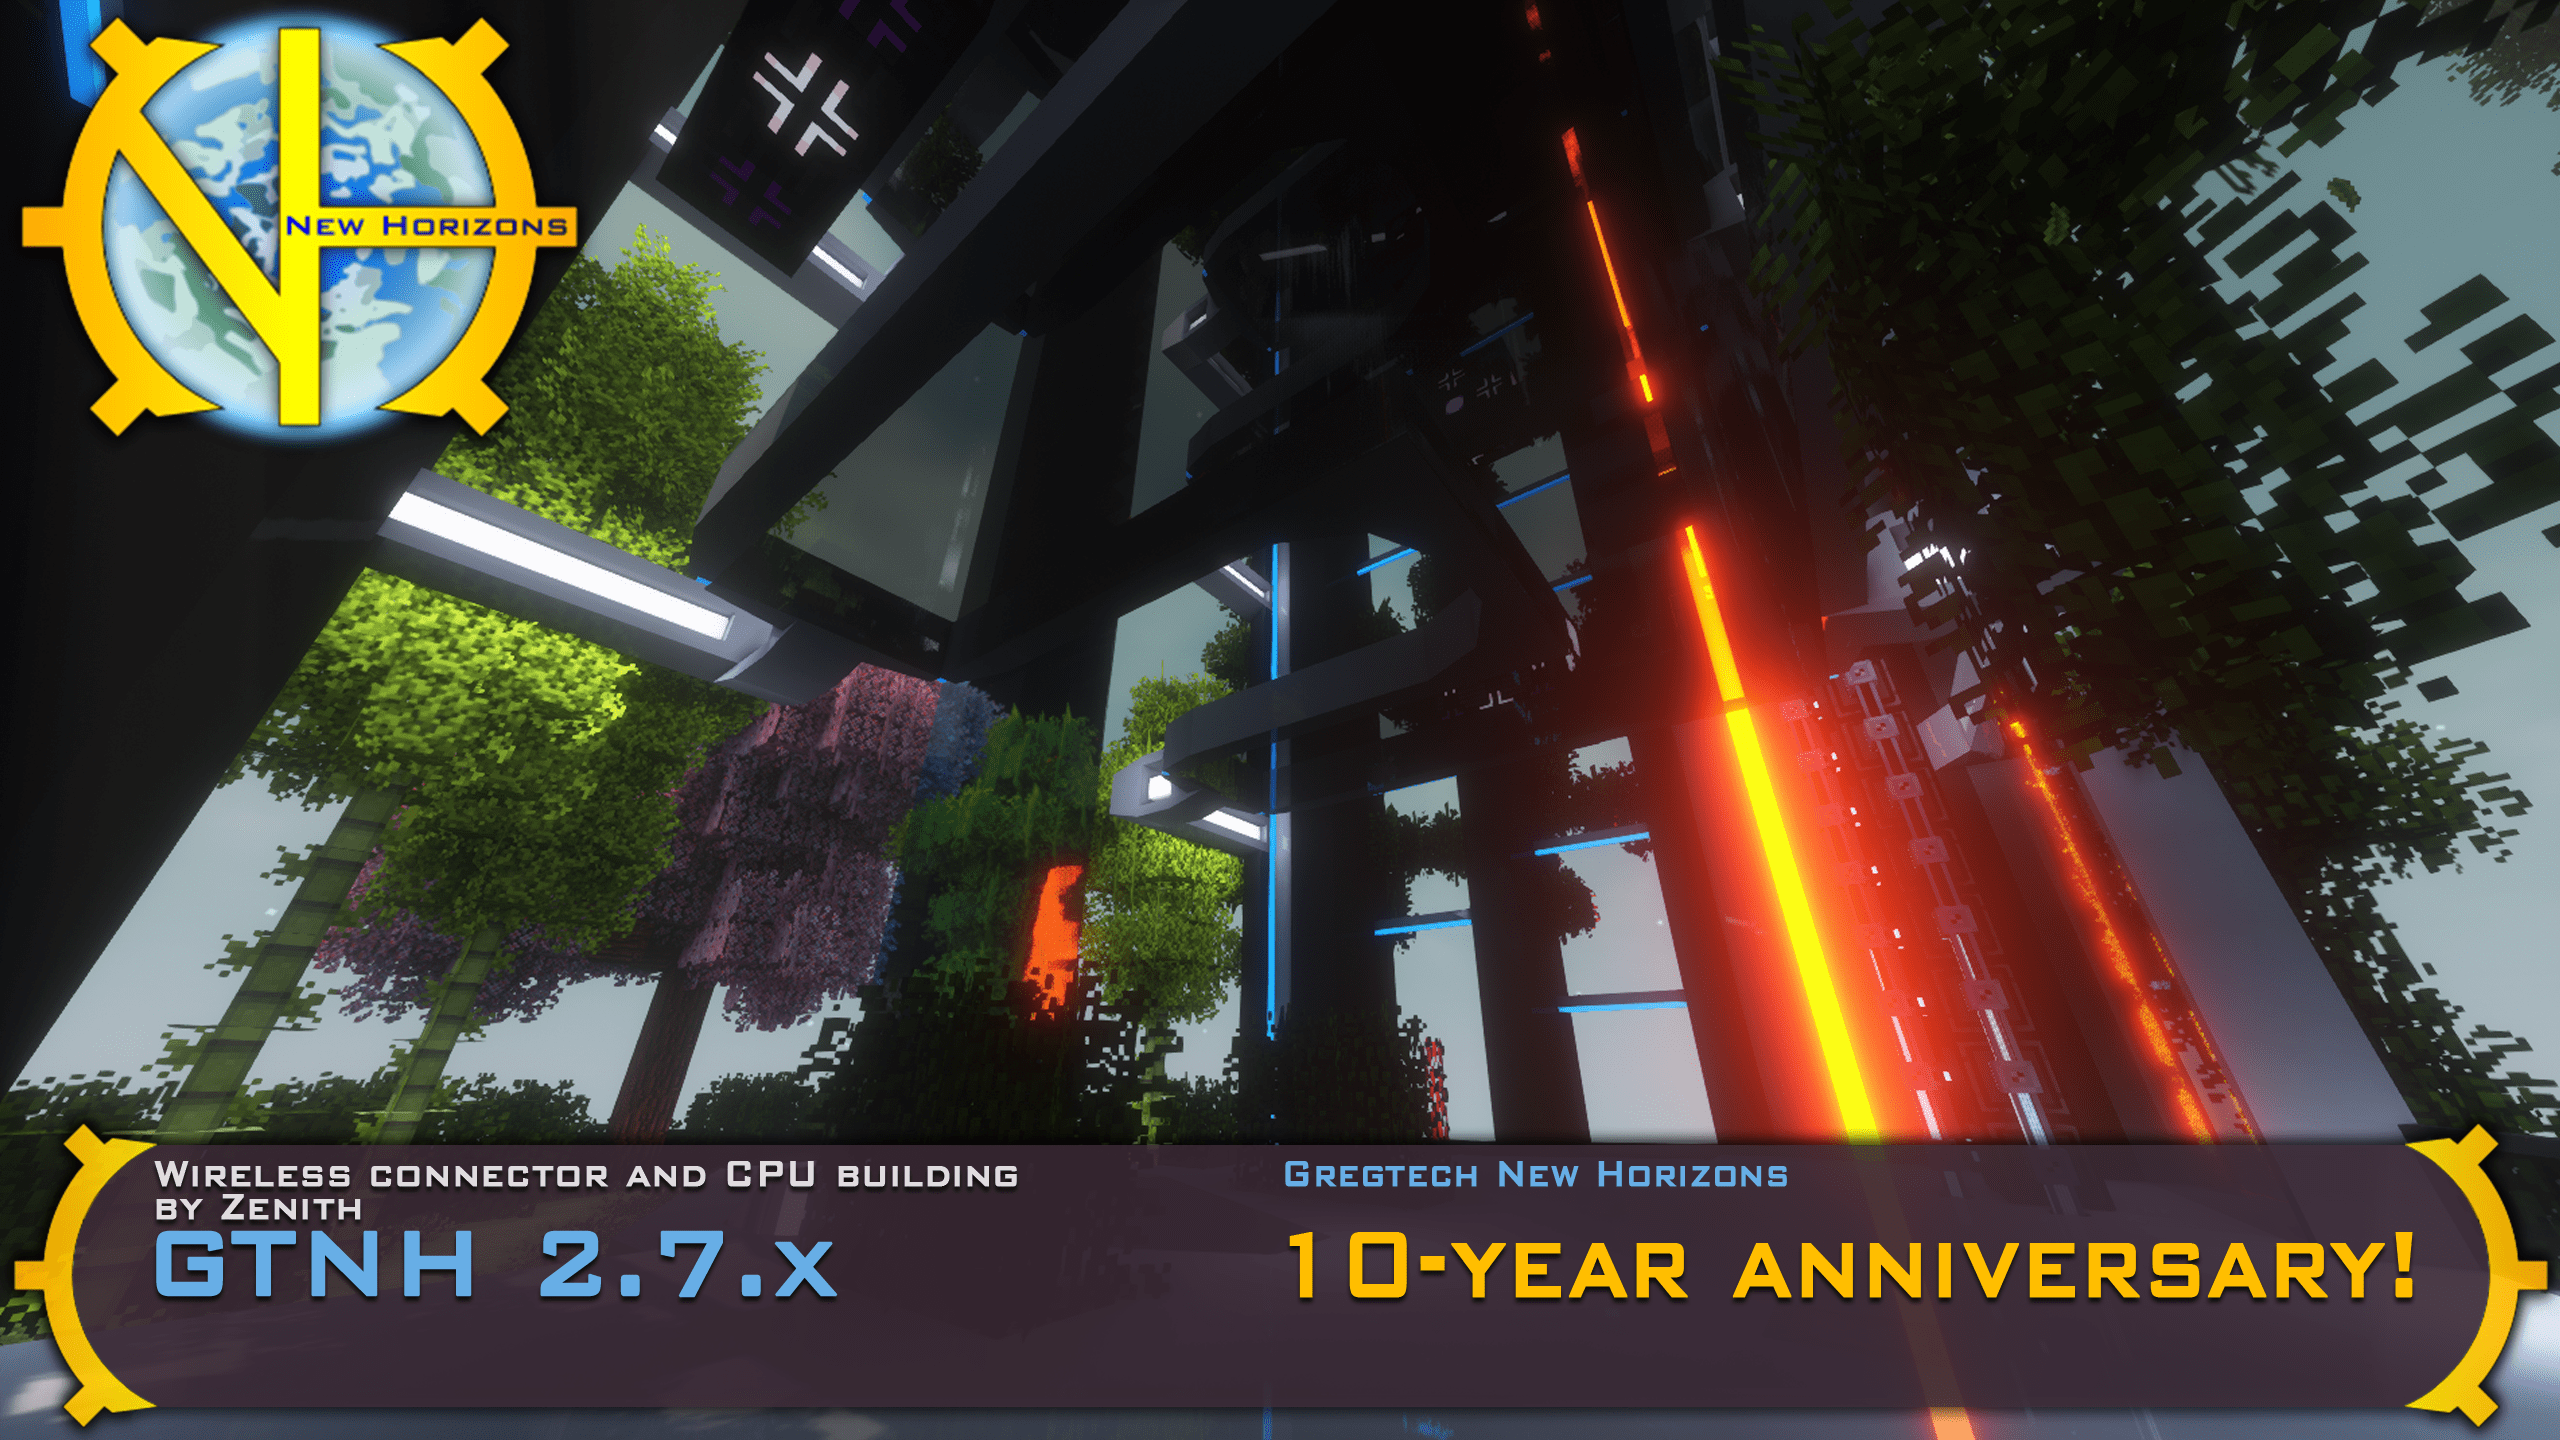 New Horizons
Wireless connector and CPU building
by Zenith
GTNH 2.7.x
Gregtech New Horizons
10-year anniversary!